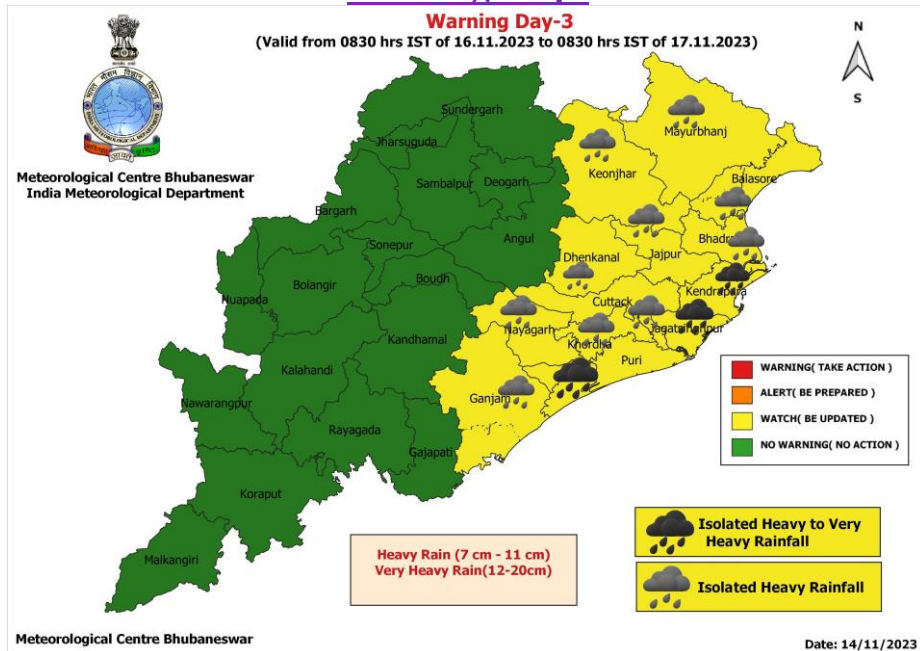 Warning Day-3
(Valid from 0830 hrs IST of 16.11.2023 to 0830 hrs IST of 17.11.2023)
N
S
INDIA METEOROLOGICAL DEPARTMENT
Meteorological Centre Bhubaneswar
India Meteorological Department
Sundergarh
Mayurbhanj
Jharsuguda
Keonjhar
Sambalpur
Deogarh
Balasore
Bargarh
Angul
Bhadr
Sonepur
Jajpur
Dhenkanal
Boudh
Bolangir
Kendrapara
Nuapada
Cuttack
Nayagarh
Jagatsinghpur
Kandhamal
Khordha
Puri
Kalahandi
Ganjam
Nawarangpur
Rayagada
Gajapati
Koraput
Malkangiri
WARNING( TAKE ACTION )
ALERT( BE PREPARED )
WATCH( BE UPDATED )
NO WARNING( NO ACTION )
Isolated Heavy to Very
Heavy Rainfall
Isolated Heavy Rainfall
Heavy Rain (7 cm - 11 cm)
Very Heavy Rain(12-20cm)
Meteorological Centre Bhubaneswar
Date: 14/11/2023